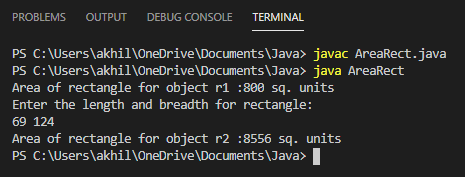 PROBLEMS OUTPUT DEBUG CONSOLE TERMINAL
PS C:\Users\akhil\OneDrive\Documents\Java> javac AreaRect.java
PS C:\Users\akhil\OneDrive\Documents\Java> java AreaRect
Area of rectangle for object r1 :800 sq. units
Enter the length and breadth for rectangle:
69 124
Area of rectangle for object r2 :8556 sq. units
PS C:\Users\akhil\OneDrive\Documents\Java>